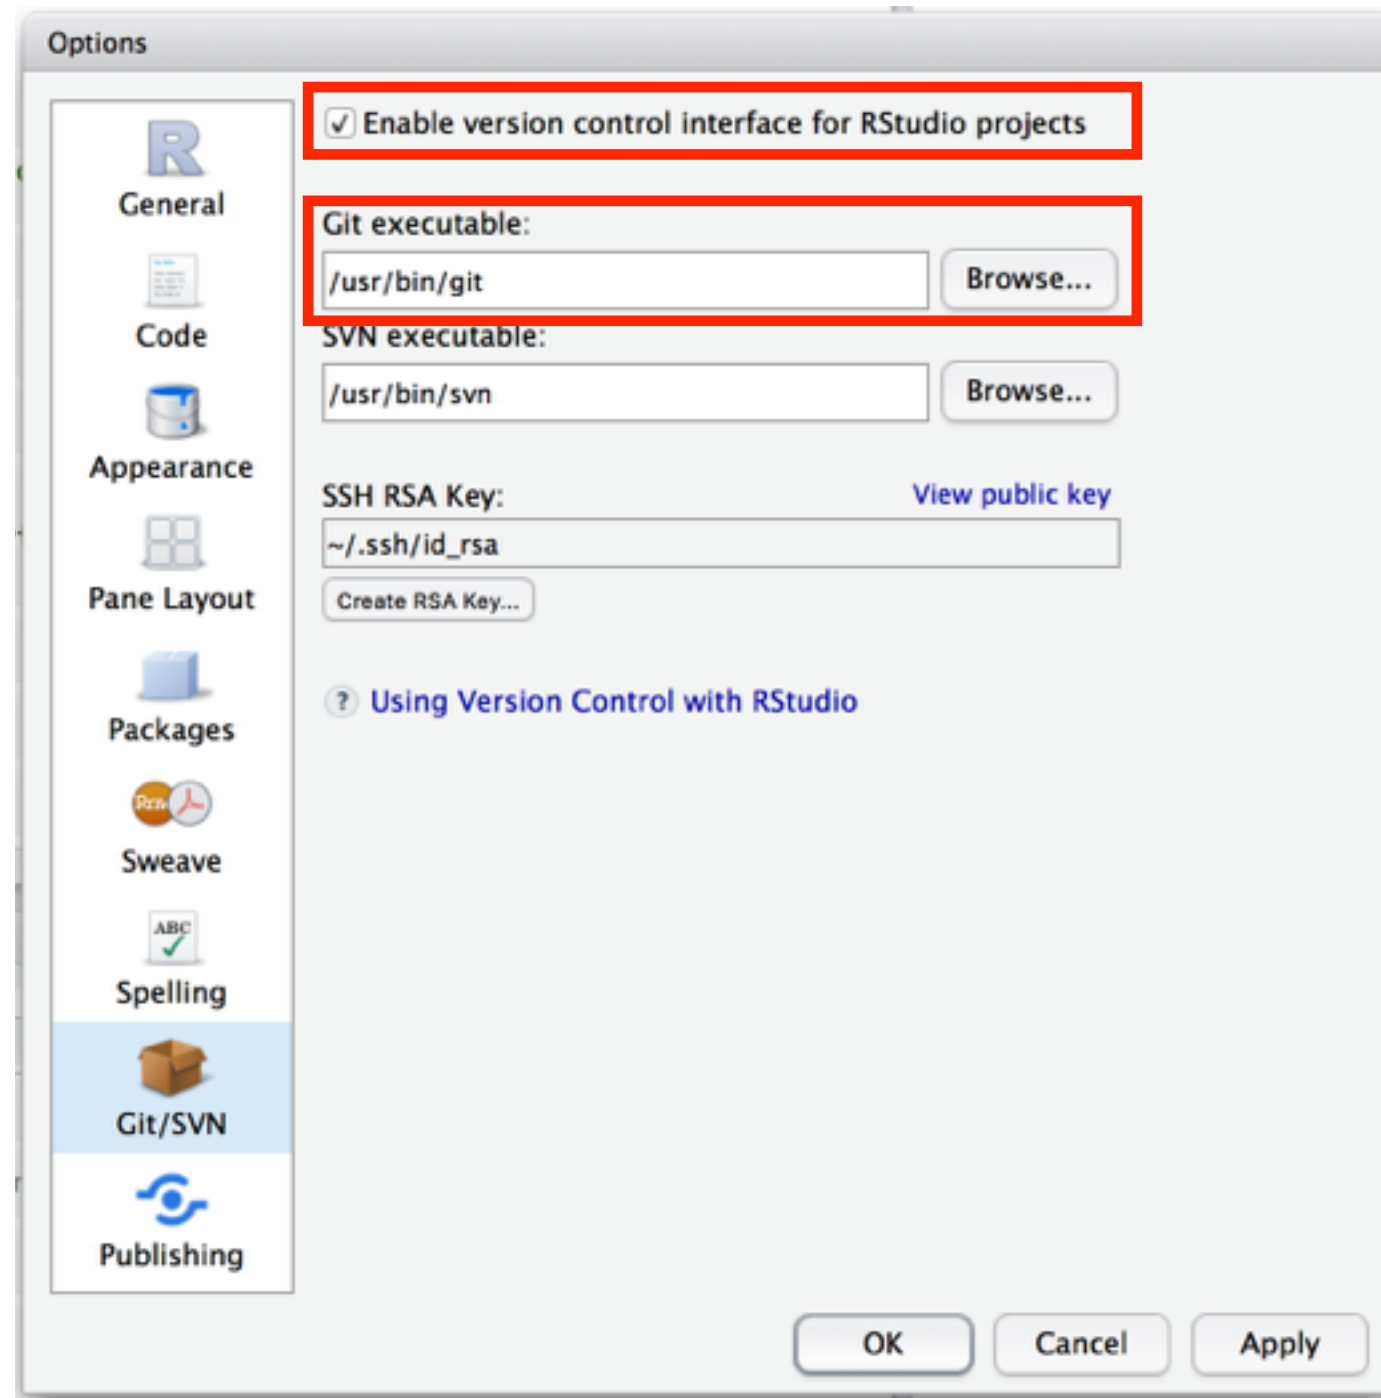 Options
Enable version control interface for RStudio projects
General
Git executable:
/usr/bin/git
Browse...
Code
SVN executable:
/usr/bin/svn
Browse...
Appearance
SSH RSA Key:
View public key
~/.ssh/id_rsa
Pane Layout
Create RSA Key...
Packages
? Using Version Control with RStudio
Sweave
ABC
Spelling
Git/SVN
Publishing
OK
Cancel
Apply